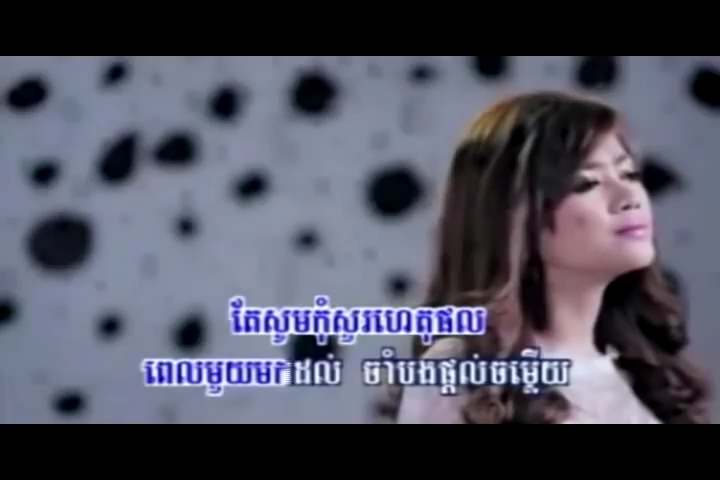 តែសូមកុំសួរហេតុផល
ពេលមួយមកដល់ ចាំបងផ្ដល់ចម្លើយ